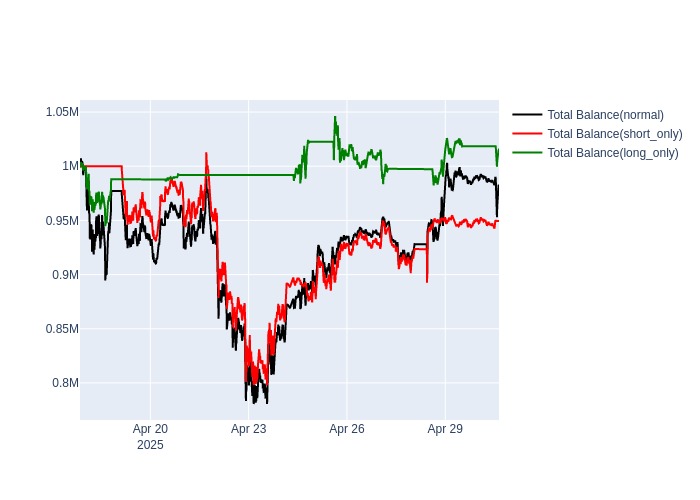 1.05M
1M
0.95M
0.9M
0.85M
0.8M
Apr 20
2025
Apr 23
Apr 26
Apr 29
Total Balance(normal)
Total Balance(short_only)
Total Balance(long_only)